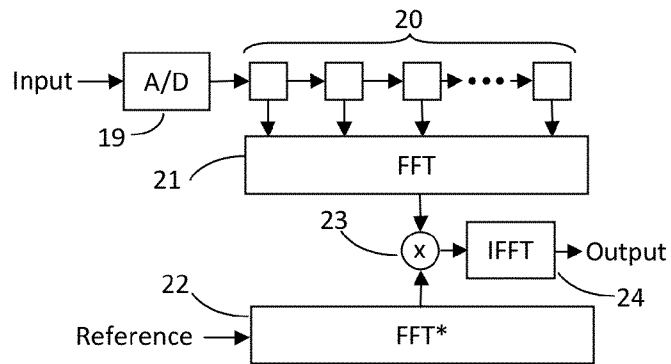 20
Input
A/D
19
21
FFT
23
x
IFFT
Output
24
22
Reference
FFT*